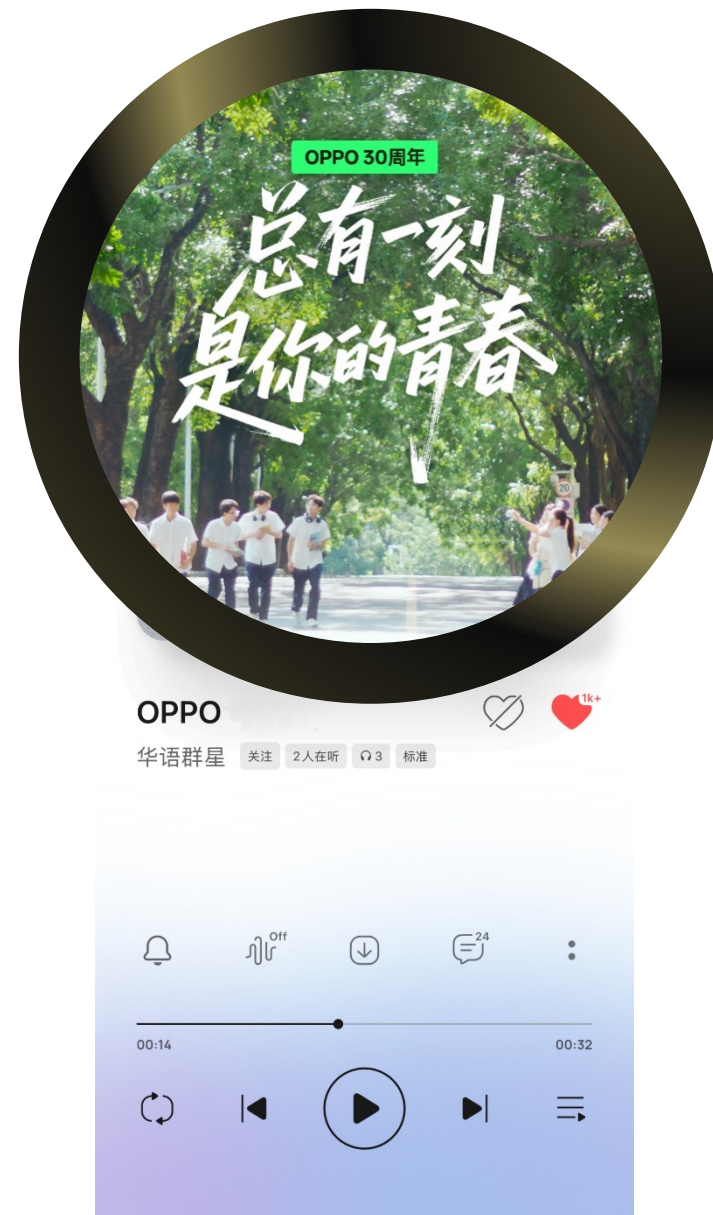 OPPO 30周年
总有一刻
是你的青春
20
OPPO
1k+
华语群星 关注 2人在听 3 标准
Off
24
00:14
00:32